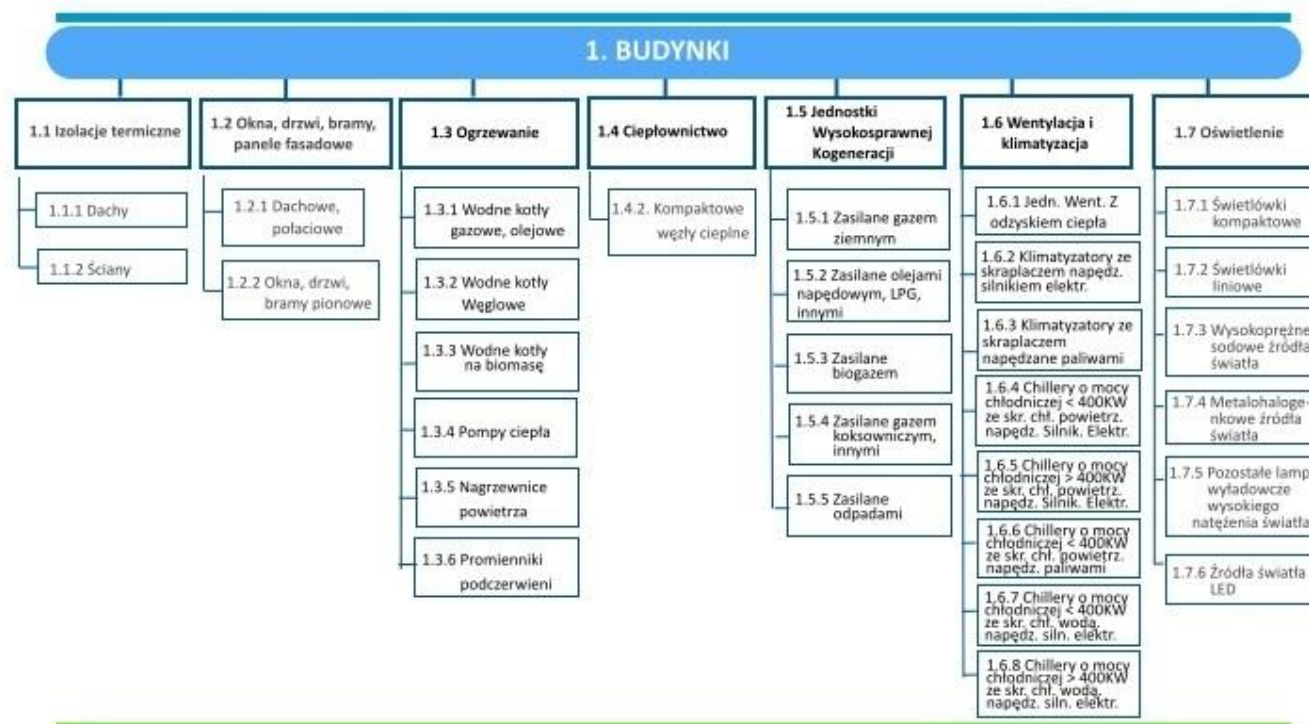 1. BUDYNKI
1.1 Izolacje termiczne
1.1.1 Dachy
1.1.2 Ściany
1.2 Okna, drzwi, bramy,
panele fasadowe
1.2.1 Dachowe,
połaciowe
1.2.2 Okna, drzwi,
bramy pionowe
1.3 Ogrzewanie
1.3.1 Wodne kotły
gazowe, olejowe
1.3.2 Wodne kotły
Węglowe
1.3.3 Wodne kotły
na biomasę
1.3.4 Pompy ciepła
1.3.5 Nagrzewnice
powietrza
1.3.6 Promienniki
podczerwieni
1.4 Ciepłownictwo
1.4.2. Kompaktowe
węzły cieplne
1.5 Jednostki
Wysokosprawnej
Kogeneracji
1.5.1 Zasilane gazem
ziemnym
1.5.2 Zasilane olejami
napędowym, LPG,
innymi
1.5.3 Zasilane
biogazem
1.5.4 Zasilane gazem
koksowniczym,
innymi
1.5.5 Zasilane
odpadami
1.6 Wentylacja i
klimatyzacja
1.6.1 Jedn. Went. Z
odzyskiem ciepła
1.6.2 Klimatyzatory ze
skraplaczem napędz.
silnikiem elektr.
1.6.3 Klimatyzatory ze
skraplaczem
napędzane paliwami
1.6.4 Chillery o mocy
chłodniczej < 400KW
ze skr. chł. powietrz.
napędz. Silnik. Elektr.
1.6.5 Chillery o mocy
chłodniczej > 400KW
ze skr. chł. powietrz.
napędz. Silnik. Elektr.
1.6.6 Chillery o mocy
chłodniczej < 400KW
ze skr. chł. powietrz.
napędz. paliwami
1.6.7 Chillery o mocy
chłodniczej < 400KW
ze skr. chł. wodą.
napędz. siln. elektr.
1.6.8 Chillery o mocy
chłodniczej > 400KW
ze skr. chł. wodą.
napędz. siln. elektr.
1.7 Oświetlenie
1.7.1 Świetlówki
kompaktowe
1.7.2 Świetlówki
liniowe
1.7.3 Wysokoprężne
sodowe źródła
światła
1.7.4 Metalohaloge-
nkowe źródła
światła
1.7.5 Pozostałe lamp
wyładowcze
wysokiego
natężenia światła
1.7.6 Źródła światła
LED